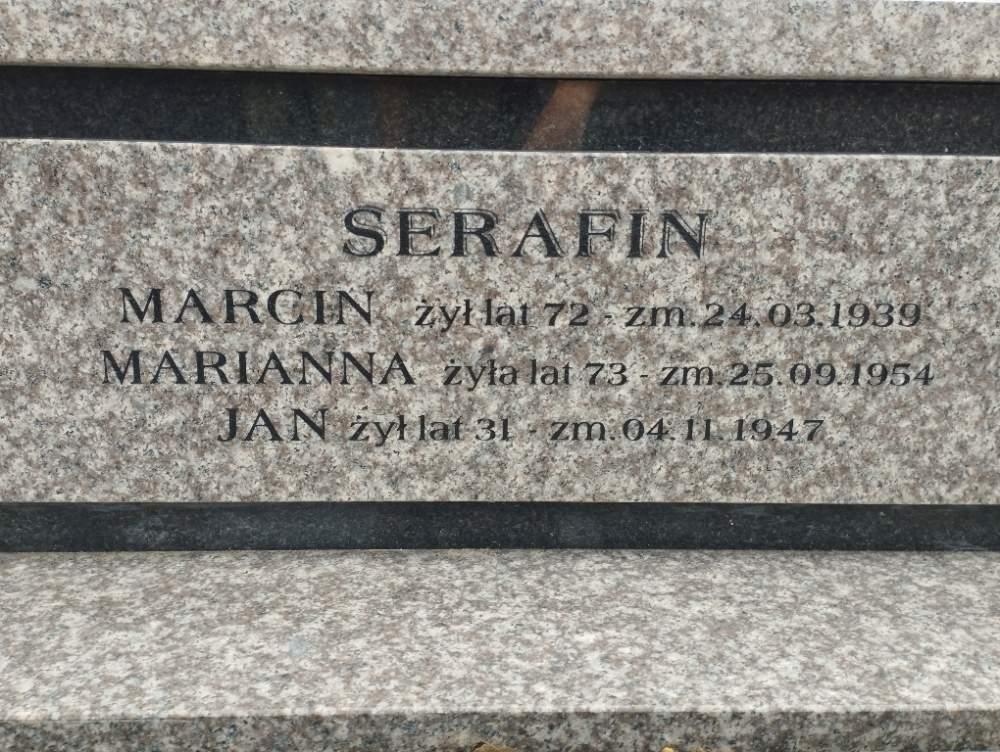 SERAFIN
MARCIN żył lat 72 - zm. 24.03.1939
MARIANNA żyła lat 73 - zm. 25.09.1954
JAN żył lat 31 - zm. 04.11.1947